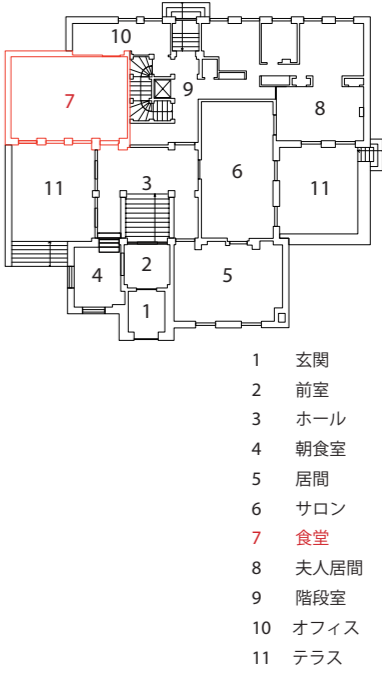 10
7
9
8
11
3
6
11
4
2
5
1
1 玄関
2 前室
3 ホール
4 朝食室
5 居間
6 サロン
7 食堂
8 夫人居間
9 階段室
10 オフィス
11 テラス